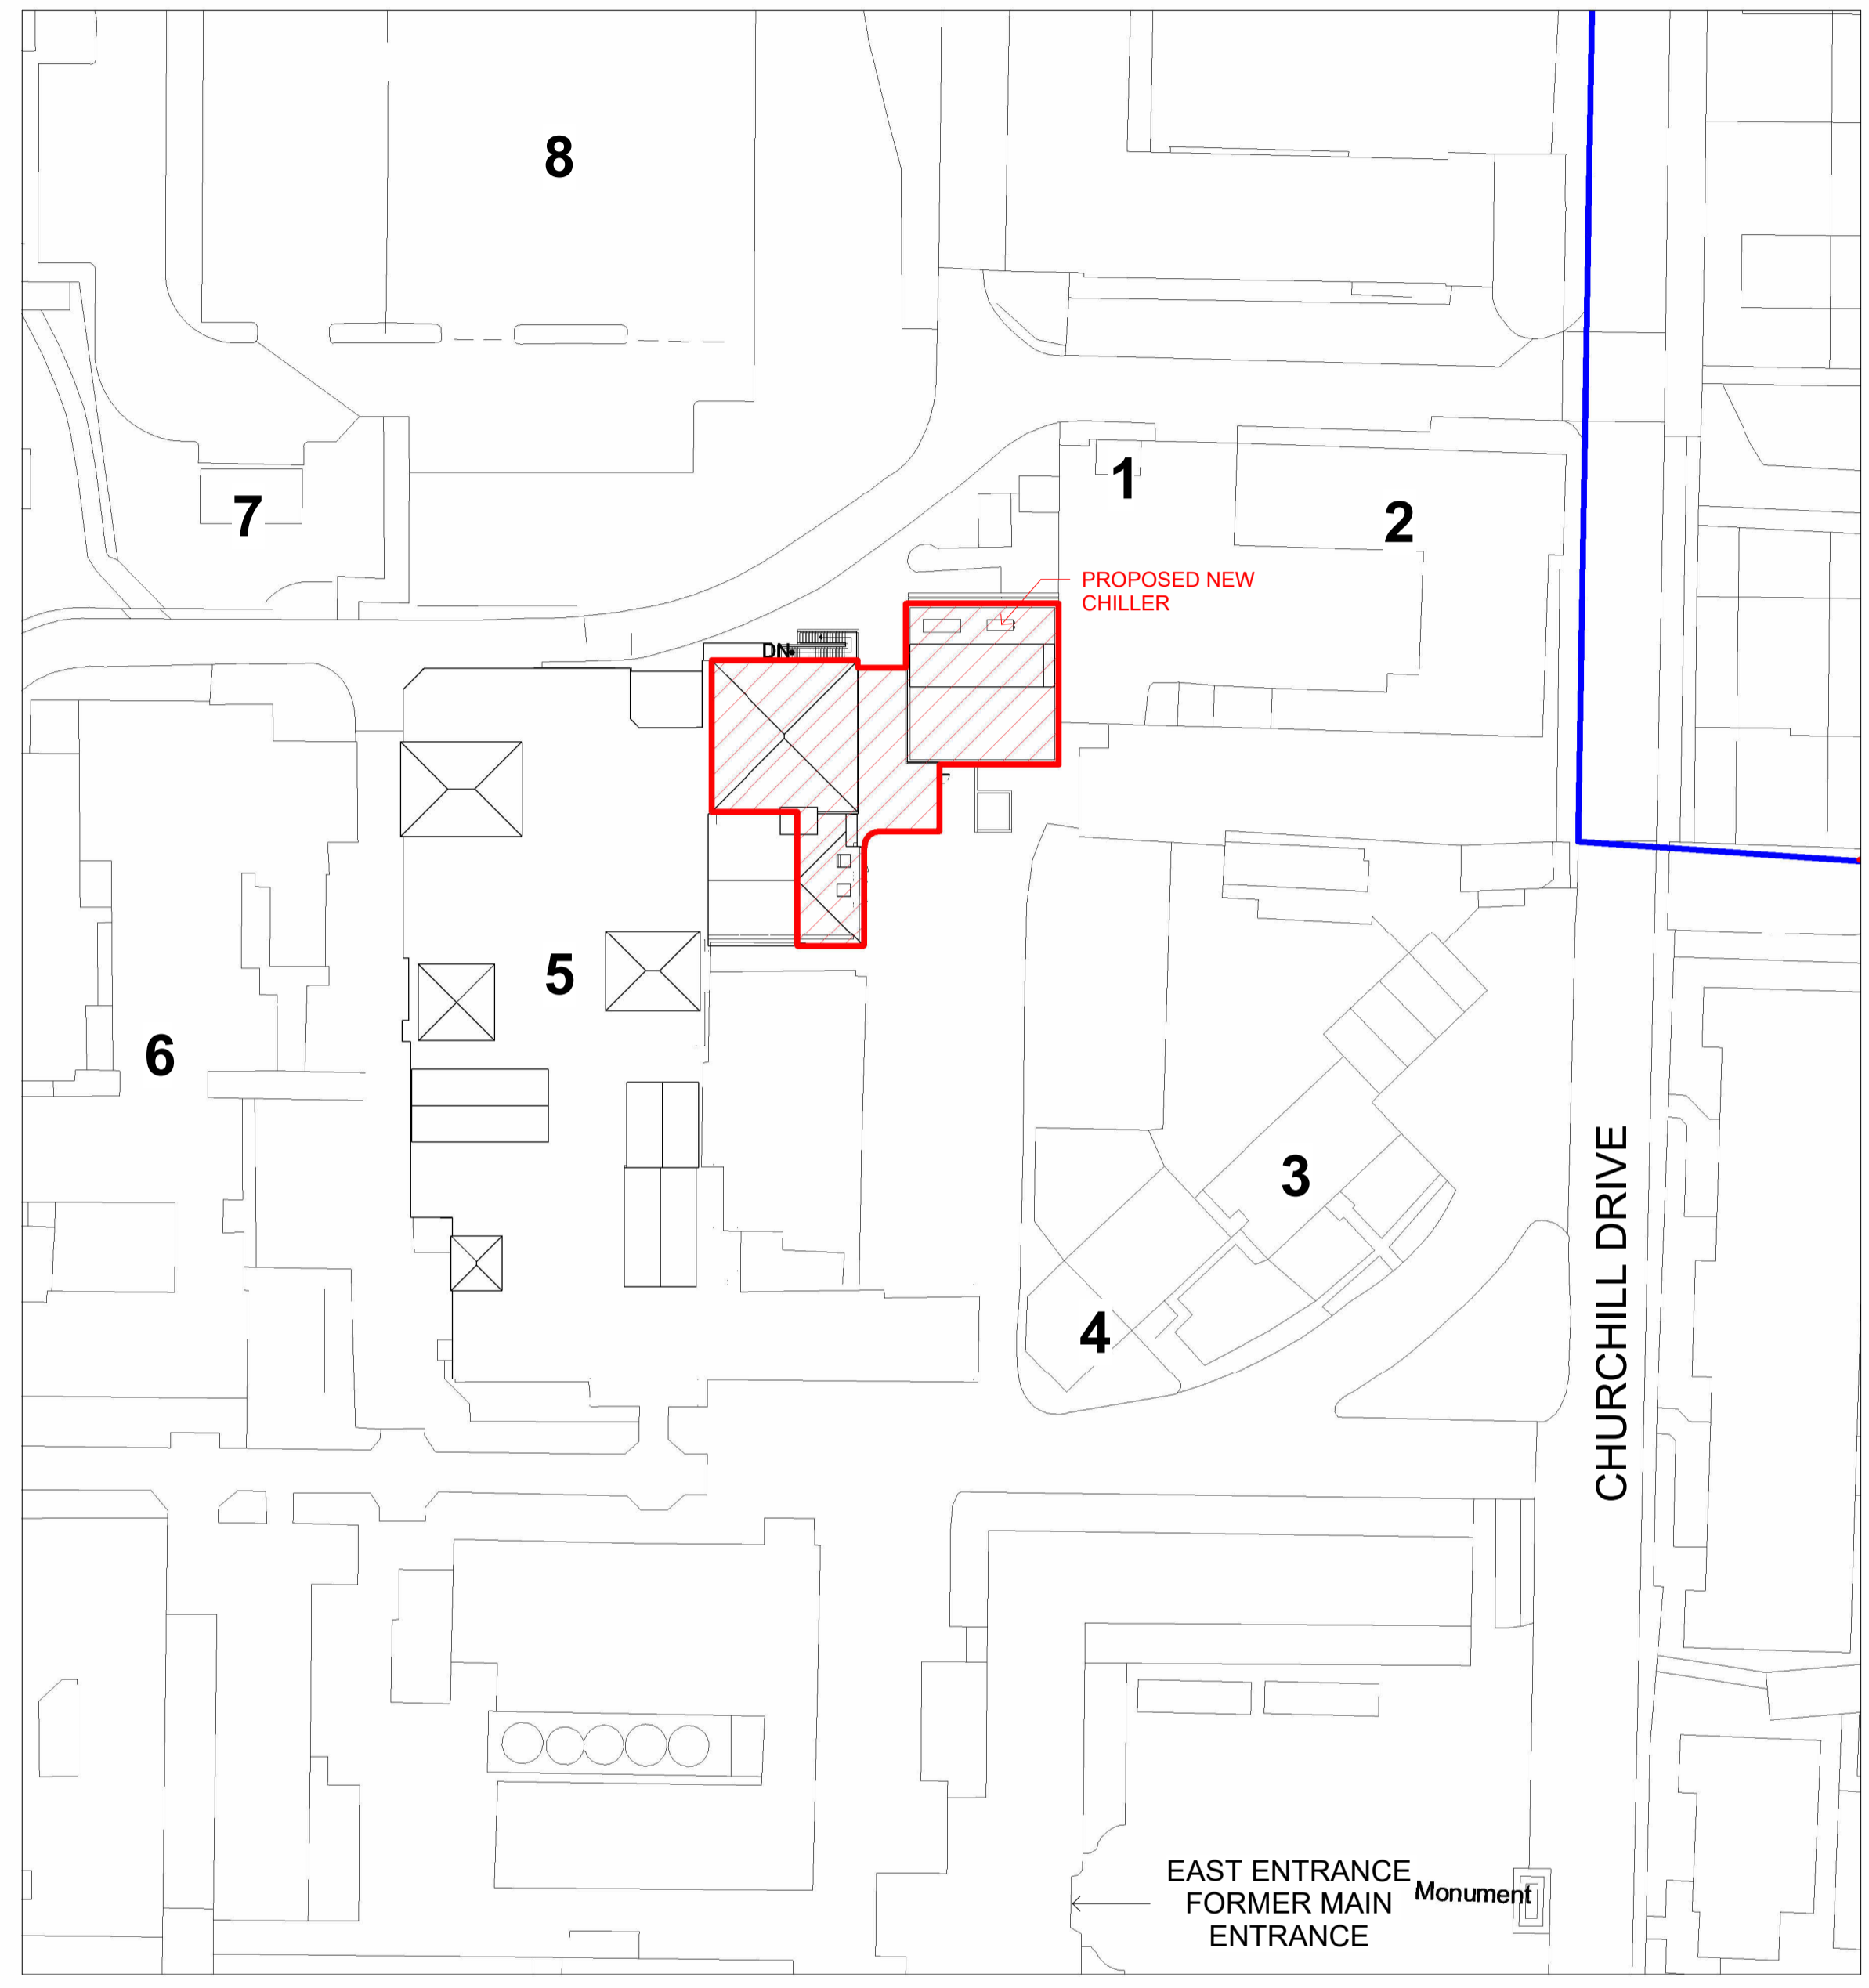 8
1
7
2
PROPOSED NEW
CHILLER
DN
5
6
3
CHURCHILL DRIVE
4
EAST ENTRANCE
FORMER MAIN
ENTRANCE
Monument